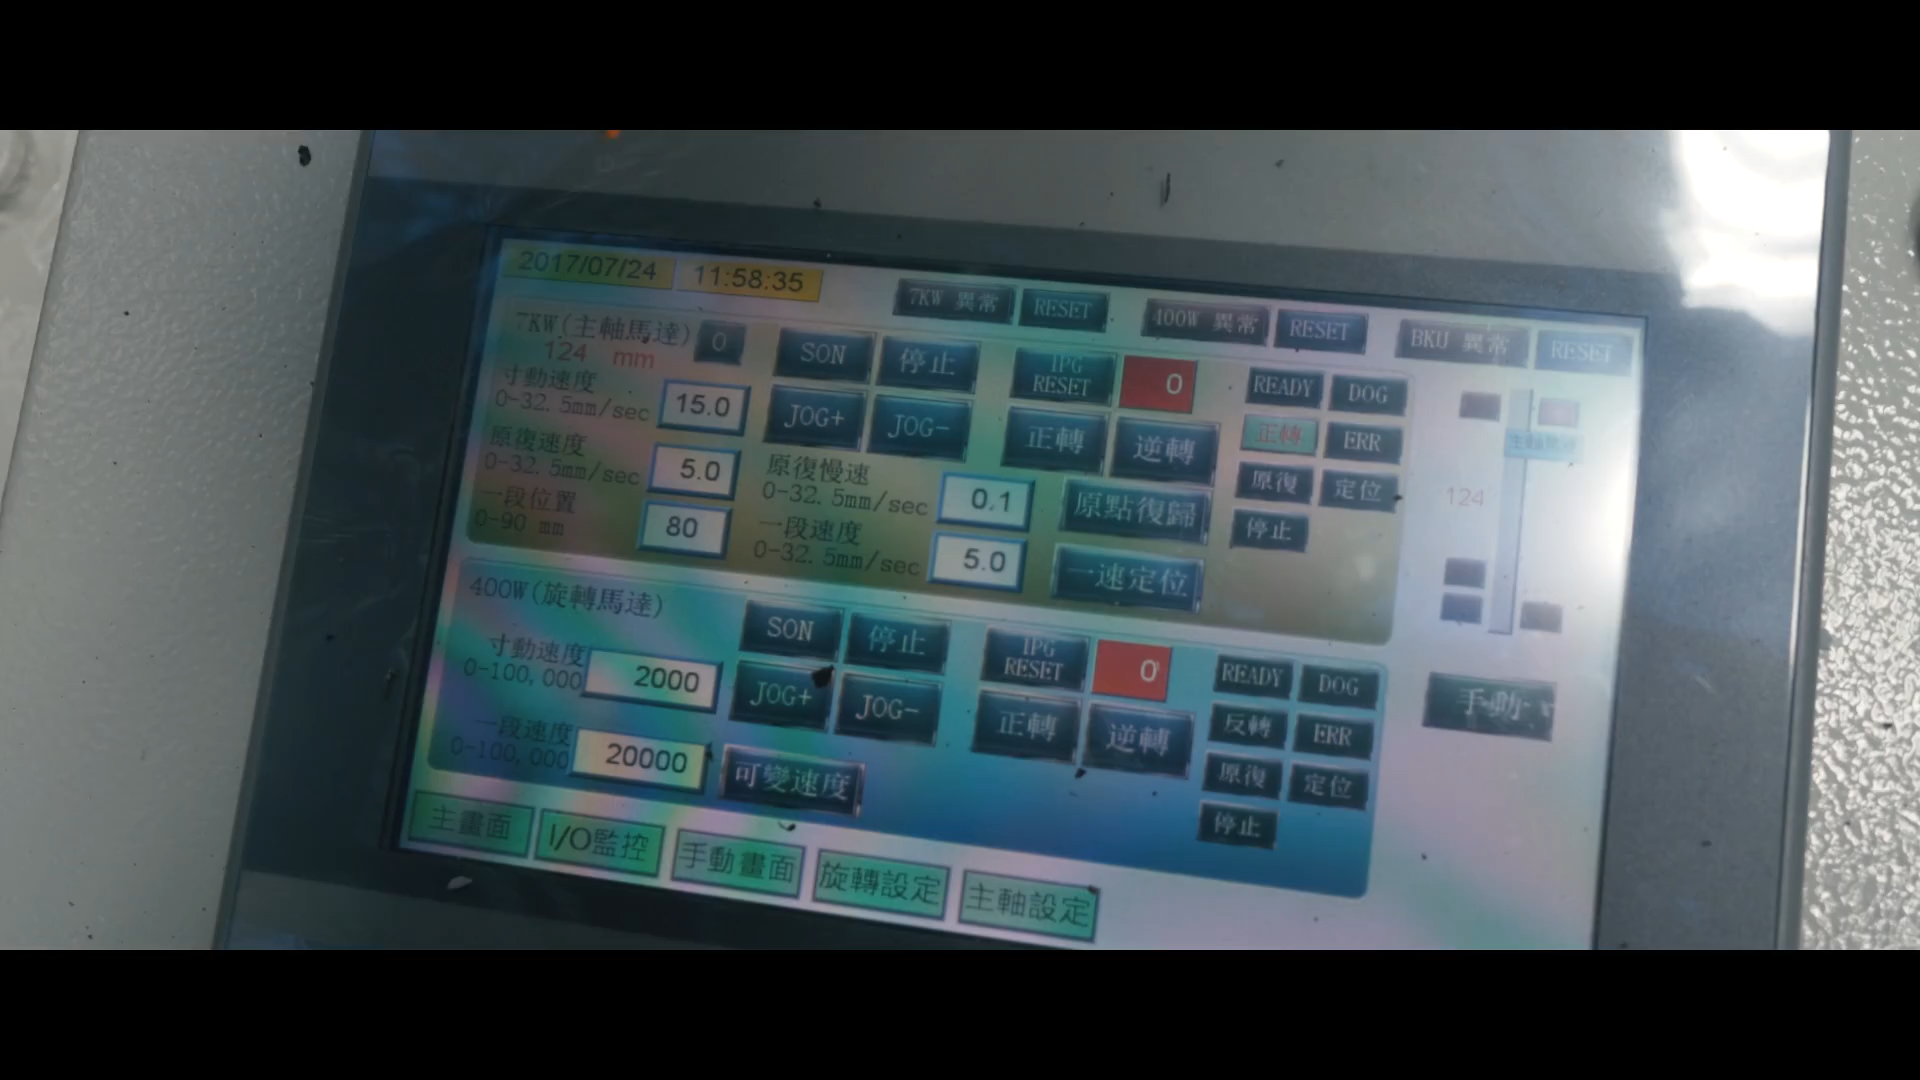 2017/07/24 11:58:35
7KW 異常 RESET 400W 異常 RESET BKU 異常 RESET
7KW(主軸馬達) 0
124 mm
SON 停止 IPG RESET 0 READY DOG
寸動速度
0-32.5mm/sec 15.0
JOG+ JOG- 正轉 逆轉 正轉 ERR
原復速度
0-32.5mm/sec 5.0
原復慢速
0-32.5mm/sec 0.1
原點復歸 原復 定位
124
一段位置
0-90 mm 80
一段速度
0-32.5mm/sec 5.0
一速定位 停止
400W(旋轉馬達)
SON 停止 IPG RESET 0 READY DOG
寸動速度
0-100,000 2000
JOG+ JOG- 正轉 逆轉 反轉 ERR
手動
一段速度
0-100,000 20000
可變速度 原復 定位
停止
主畫面 I/O監控 手動畫面 旋轉設定 主軸設定